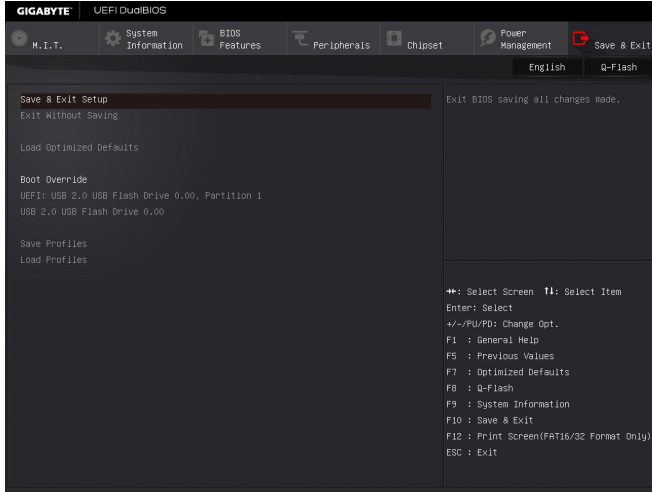 GIGABYTE™ UEFI DualBIOS
M.I.T.
System Information
BIOS Features
Peripherals
Chipset
Power Management
Save & Exit
English Q-Flash
Save & Exit Setup
Exit Without Saving
Load Optimized Defaults
Boot Override
UEFI: USB 2.0 USB Flash Drive 0.00, Partition 1
USB 2.0 USB Flash Drive 0.00
Save Profiles
Load Profiles
Exit BIOS saving all changes made.
→←: Select Screen ↑↓: Select Item
Enter: Select
+/-/PU/PD: Change Opt.
F1 : General Help
F5 : Previous Values
F7 : Optimized Defaults
F8 : Q-Flash
F9 : System Information
F10 : Save & Exit
F12 : Print Screen(FAT16/32 Format Only)
ESC : Exit